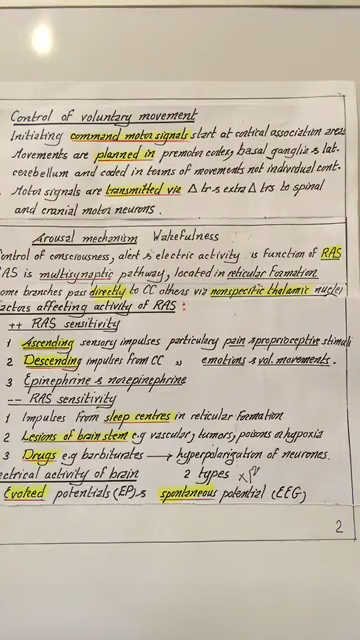 Control of voluntary movement
Initiating command motor signals start at cortical association areas
Movements are planned in premotor cortex, basal ganglia & lat.
cerebellum and coded in terms of movements not individual cont.
Motor signals are transmitted via Δ tr & extra Δ trs to spinal
and cranial motor neurons.
Arousal mechanism Wakefulness
ontrol of consciousness, alert & electric activity is function of RAS
AS is multisynaptic pathway, located in reticular Formation
ome branches pass directly to CC others via nonspecific thalamic nuclei
actors affecting activity of RAS:
++ RAS sensitivity
1 Ascending sensory impulses particulary pain & proprioceptive stimuli
2 Descending impulses from CC ,, emotions & vol. movements.
3 Epinephrine & norepinephrine
-- RAS sensitivity
1 Impulses from sleep centres in reticular formation
2 Lesions of brain stem e.g vascular, tumors, poisons or hypoxia
3 Drugs e.g barbiturates → hyperpolarization of neurones.
ectrical activity of brain 2 types
Evoked potentials (EP) & spontaneous potential (EEG)
2